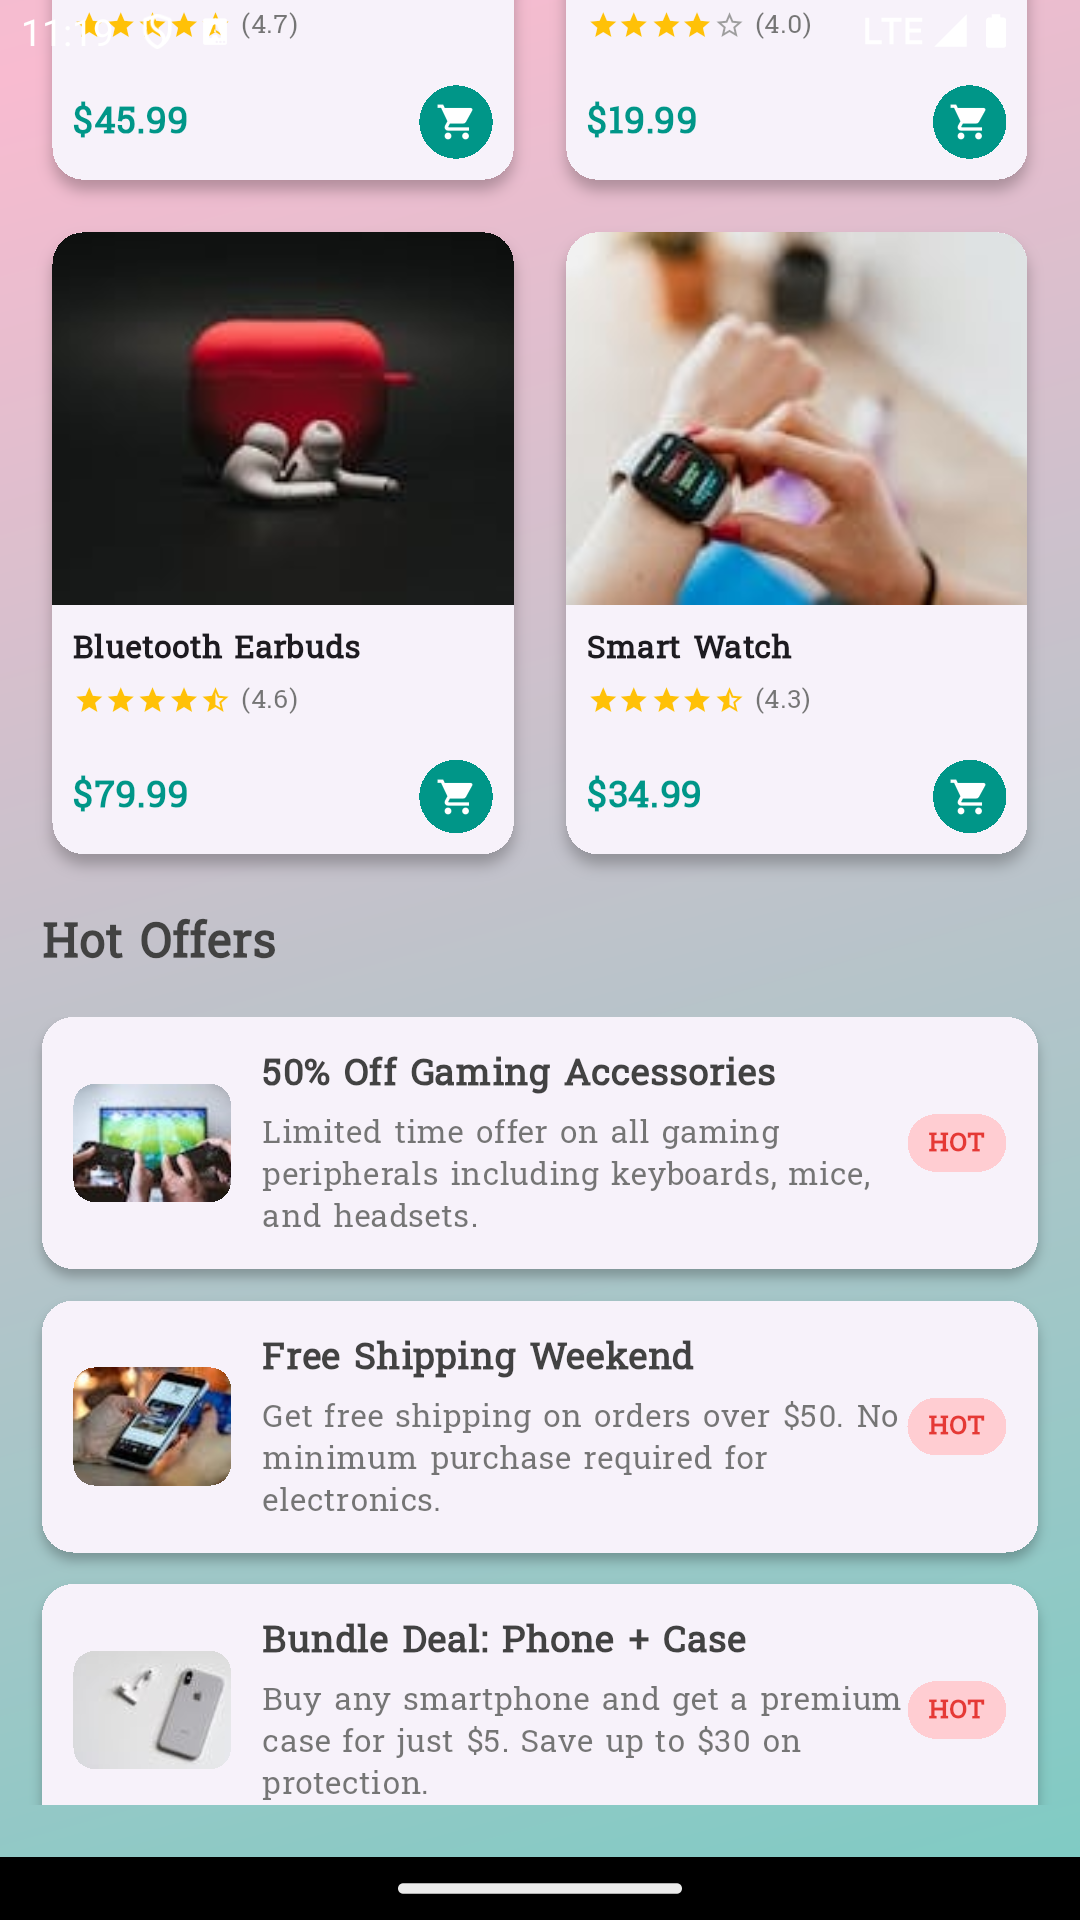 11:19 LTE
(4.7) (4.0)
$45.99 $19.99
Bluetooth Earbuds Smart Watch
(4.6) (4.3)
$79.99 $34.99
Hot Offers
50% Off Gaming Accessories
Limited time offer on all gaming
peripherals including keyboards, mice,
and headsets.
HOT
Free Shipping Weekend
Get free shipping on orders over $50. No
minimum purchase required for
electronics.
HOT
Bundle Deal: Phone + Case
Buy any smartphone and get a premium
case for just $5. Save up to $30 on
protection.
HOT